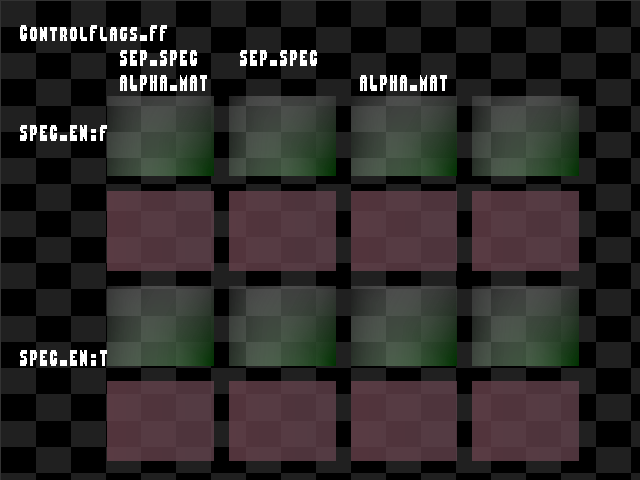 ControlFlags_FF
SEP_SPEC SEP_SPEC
ALPHA_MAT ALPHA_MAT
SPEC_EN:F
SPEC_EN:T